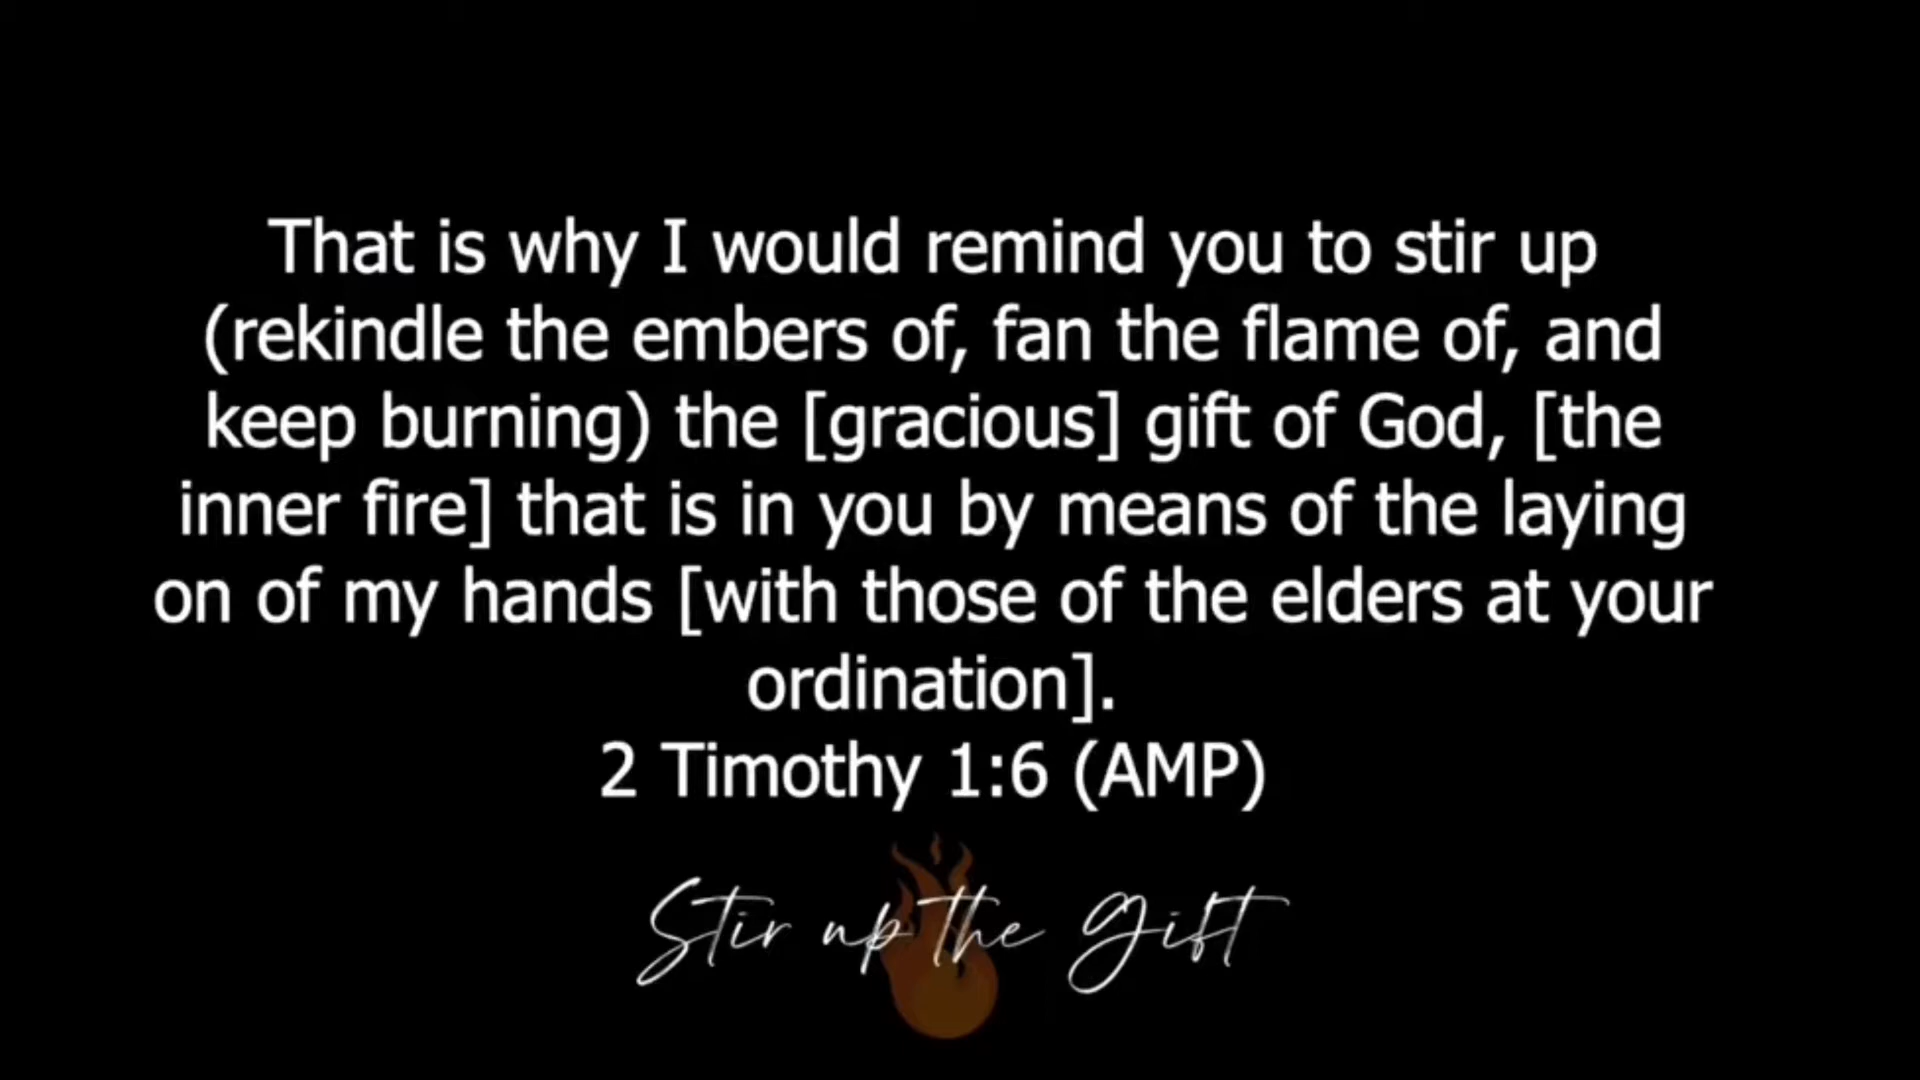 That is why I would remind you to stir up
(rekindle the embers of, fan the flame of, and
keep burning) the [gracious] gift of God, [the
inner fire] that is in you by means of the laying
on of my hands [with those of the elders at your
ordination].
2 Timothy 1:6 (AMP)
Stir up the Gift